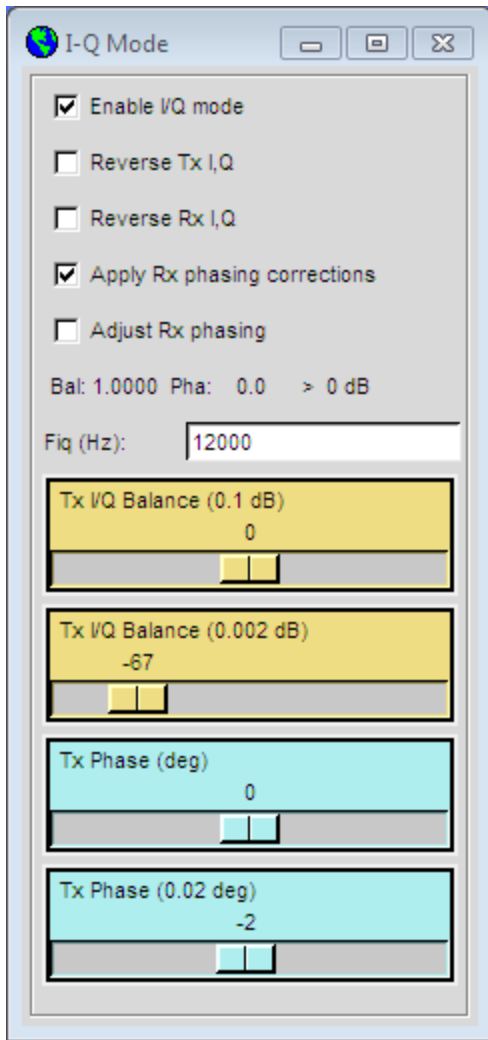 I-Q Mode
Enable I/Q mode
Reverse Tx I,Q
Reverse Rx I,Q
Apply Rx phasing corrections
Adjust Rx phasing
Bal: 1.0000 Pha: 0.0 > 0 dB
Fiq (Hz): 12000
Tx I/Q Balance (0.1 dB)
0
Tx I/Q Balance (0.002 dB)
-67
Tx Phase (deg)
0
Tx Phase (0.02 deg)
-2